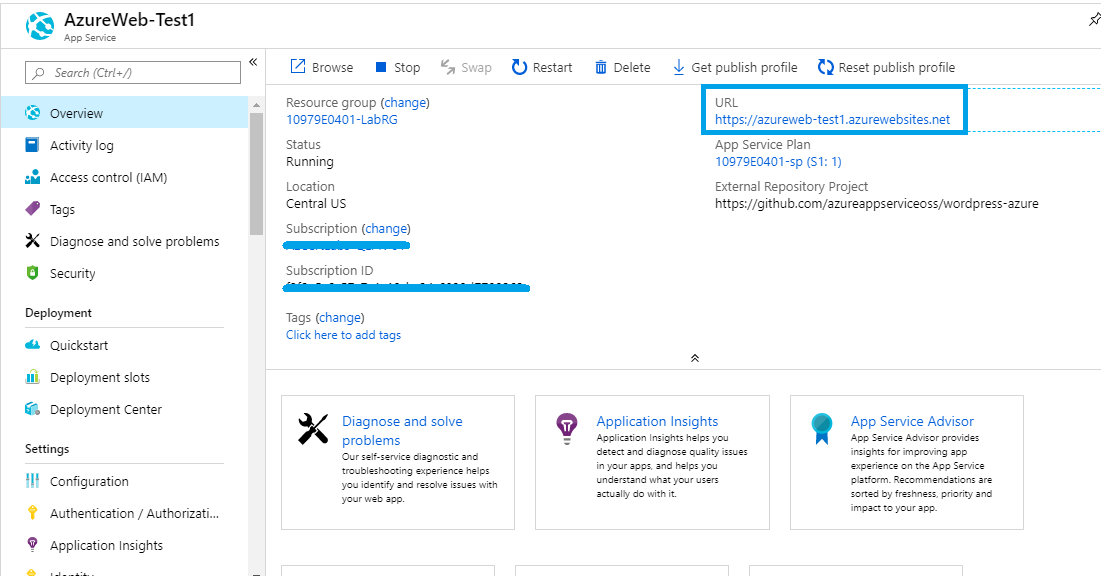 AzureWeb-Test1
App Service
Search (Ctrl+/)
Overview
Activity log
Access control (IAM)
Tags
Diagnose and solve problems
Security
Deployment
Quickstart
Deployment slots
Deployment Center
Settings
Configuration
Authentication / Authorizati...
Application Insights
Identity
Browse
Stop
Swap
Restart
Delete
Get publish profile
Reset publish profile
Resource group (change)
10979E0401-LabRG
Status
Running
Location
Central US
Subscription (change)
Subscription ID
Tags (change)
Click here to add tags
URL
https://azureweb-test1.azurewebsites.net
App Service Plan
10979E0401-sp (S1: 1)
External Repository Project
https://github.com/azureappserviceoss/wordpress-azure
Diagnose and solve
problems
Our self-service diagnostic and
troubleshooting experience helps
you identify and resolve issues with
your web app.
Application Insights
Application Insights helps you
detect and diagnose quality issues
in your apps, and helps you
understand what your users
actually do with it.
App Service Advisor
App Service Advisor provides
insights for improving app
experience on the App Service
platform. Recommendations are
sorted by freshness, priority and
impact to your app.